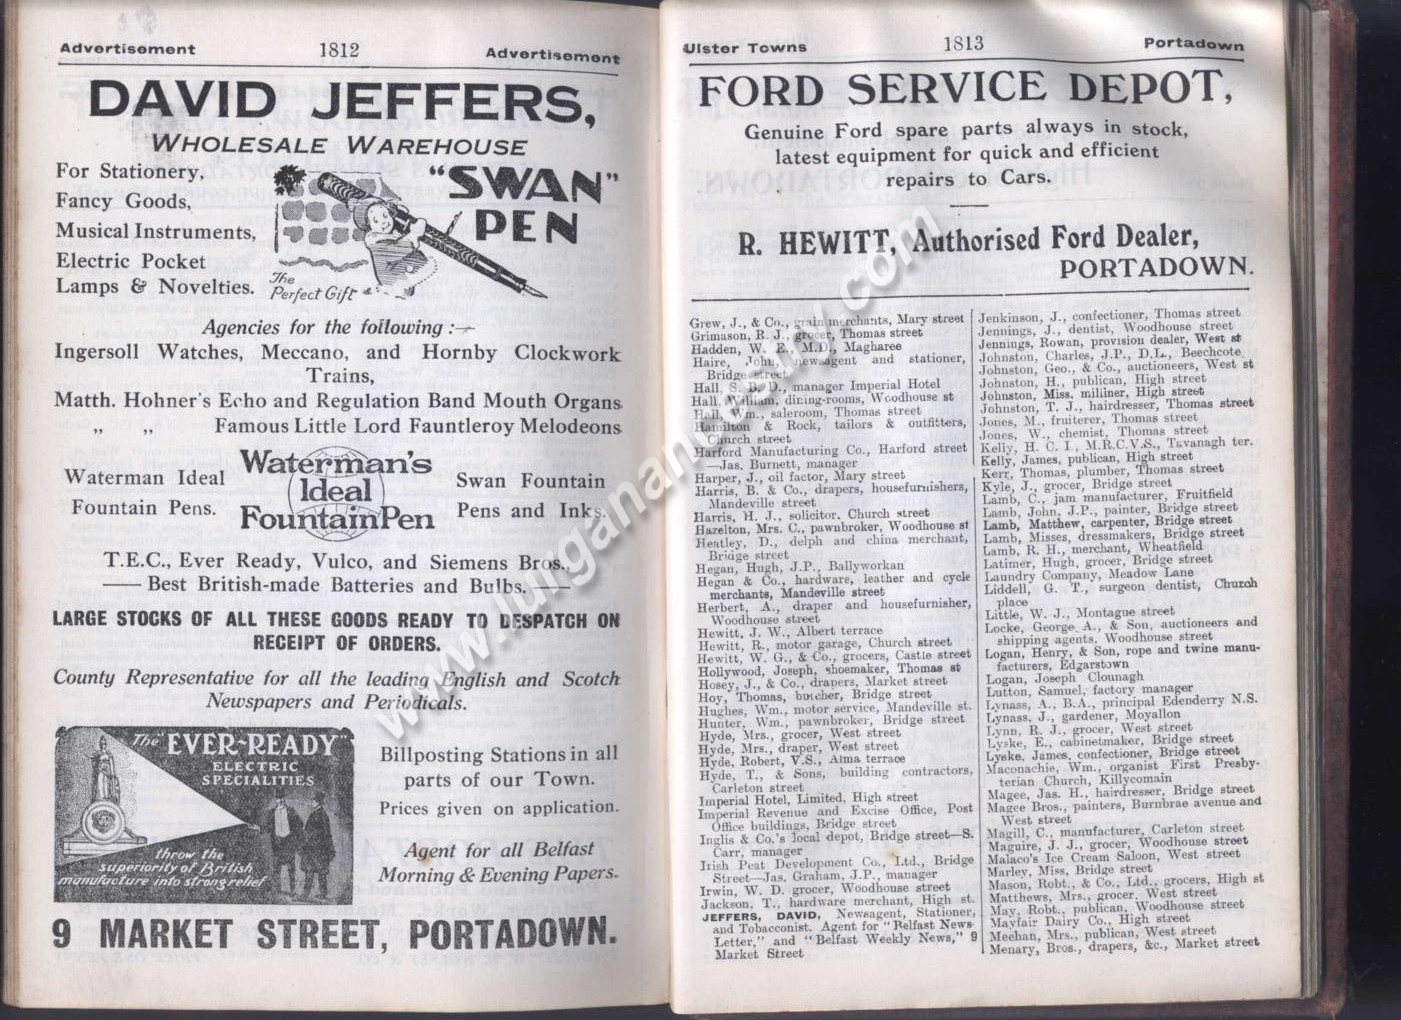 Advertisement 1812 Advertisement
DAVID JEFFERS,
WHOLESALE WAREHOUSE
For Stationery,
Fancy Goods,
Musical Instruments,
Electric Pocket
Lamps & Novelties.
"SWAN"
PEN
The
Perfect Gift
Agencies for the following :—
Ingersoll Watches, Meccano, and Hornby Clockwork
Trains,
Matth. Hohner's Echo and Regulation Band Mouth Organs
„ „ Famous Little Lord Fauntleroy Melodeons
Waterman Ideal
Fountain Pens.
Waterman's
Ideal
Fountain Pen
Swan Fountain
Pens and Inks.
T.E.C., Ever Ready, Vulco, and Siemens Bros.,
—— Best British-made Batteries and Bulbs. ——
LARGE STOCKS OF ALL THESE GOODS READY TO DESPATCH ON
RECEIPT OF ORDERS.
County Representative for all the leading English and Scotch
Newspapers and Periodicals.
The "EVER-READY"
ELECTRIC
SPECIALITIES
throw the
superiority of British
manufacture into strong relief
Billposting Stations in all
parts of our Town.
Prices given on application.
Agent for all Belfast
Morning & Evening Papers.
9 MARKET STREET, PORTADOWN.
Ulster Towns 1813 Portadown
FORD SERVICE DEPOT,
Genuine Ford spare parts always in stock,
latest equipment for quick and efficient
repairs to Cars.
R. HEWITT, Authorised Ford Dealer,
PORTADOWN.
Grew, J., & Co., grain merchants, Mary street
Grimason, R. J., grocer, Thomas street
Hadden, W. E., M.D., Magharee
Haire, John, newsagent and stationer,
Bridge street
Hall, S. B. D., manager Imperial Hotel
Hall, William, dining-rooms, Woodhouse st
Hall, Wm., saleroom, Thomas street
Hamilton & Rock, tailors & outfitters,
Church street
Harford Manufacturing Co., Harford street
—Jas. Burnett, manager
Harper, J., oil factor, Mary street
Harris, B. & Co., drapers, housefurnishers,
Mandeville street
Harris, H. J., solicitor. Church street
Hazelton, Mrs. C., pawnbroker, Woodhouse st
Heatley, D., delph and china merchant,
Bridge street
Hegan, Hugh, J.P., Ballyworkan
Hegan & Co., hardware, leather and cycle
merchants, Mandeville street
Herbert, A., draper and housefurnisher,
Woodhouse street
Hewitt, J. W., Albert terrace
Hewitt, R., motor garage, Church street
Hewitt, W. G., & Co., grocers, Castle street
Hollywood, Joseph, shoemaker, Thomas st
Hosey, J., & Co., drapers, Market street
Hoy, Thomas, butcher, Bridge street
Hughes, Wm., motor service, Mandeville st.
Hunter, Wm., pawnbroker, Bridge street
Hyde, Mrs., grocer, West street
Hyde, Mrs., draper, West street
Hyde, Robert, V.S., Alma terrace
Hyde, T., & Sons, building contractors,
Carleton street
Imperial Hotel, Limited, High street
Imperial Revenue and Excise Office, Post
Office buildings, Bridge street
Inglis & Co.'s local depot, Bridge street—S.
Carr, manager
Irish Peat Development Co., Ltd., Bridge
Street—Jas. Graham, J.P., manager
Irwin, W. D. grocer, Woodhouse street
Jackson, T., hardware merchant, High st.
JEFFERS, DAVID, Newsagent, Stationer,
and Tobacconist. Agent for "Belfast News-
Letter," and "Belfast Weekly News," 9
Market Street
Jenkinson, J., confectioner, Thomas street
Jennings, J., dentist, Woodhouse street
Jennings, Rowan, provision dealer, West st
Johnston, Charles, J.P., D.L., Beechcote
Johnston, Geo., & Co., auctioneers, West st
Johnston, H., publican, High street
Johnston, Miss, milliner, High street
Johnston, T. J., hairdresser, Thomas street
Jones, M., fruiterer, Thomas street
Jones, W., chemist, Thomas street
Kelly, H. C. I., M.R.C.V.S., Tavanagh ter.
Kelly, James, publican, High street
Kerr, Thomas, plumber, Thomas street
Kyle, J., grocer, Bridge street
Lamb, C., jam manufacturer, Fruitfield
Lamb, John, J.P., painter, Bridge street
Lamb, Matthew, carpenter, Bridge street
Lamb, Misses, dressmakers, Bridge street
Lamb, R. H., merchant, Wheatfield
Latimer, Hugh, grocer, Bridge street
Laundry Company, Meadow Lane
Liddell, G. T., surgeon dentist, Church
place
Little, W. J., Montague street
Locke, George A., & Son, auctioneers and
shipping agents, Woodhouse street
Logan, Henry, & Son, rope and twine manu-
facturers, Edgarstown
Logan, Joseph Clounagh
Lutton, Samuel, factory manager
Lynass, A., B.A., principal Edenderry N.S.
Lynass, J., gardener, Moyallon
Lynn, R. J., grocer, West street
Lyske, E., cabinetmaker, Bridge street
Lyske, James, confectioner, Bridge street
Maconachie, Wm., organist First Presby-
terian Church, Killycomain
Magee, Jas. H., hairdresser, Bridge street
Magee Bros., painters, Burnbrae avenue and
West street
Magill, C., manufacturer, Carleton street
Maguire, J. J., grocer, Woodhouse street
Malaco's Ice Cream Saloon, West street
Marley, Miss, Bridge street
Mason, Robt., & Co., Ltd., grocers, High st
Matthews, Mrs., grocer, West street
May, Robt., publican, Woodhouse street
Mayfair Dairy Co., High street
Meehan, Mrs., publican, West street
Menary, Bros., drapers, &c., Market street